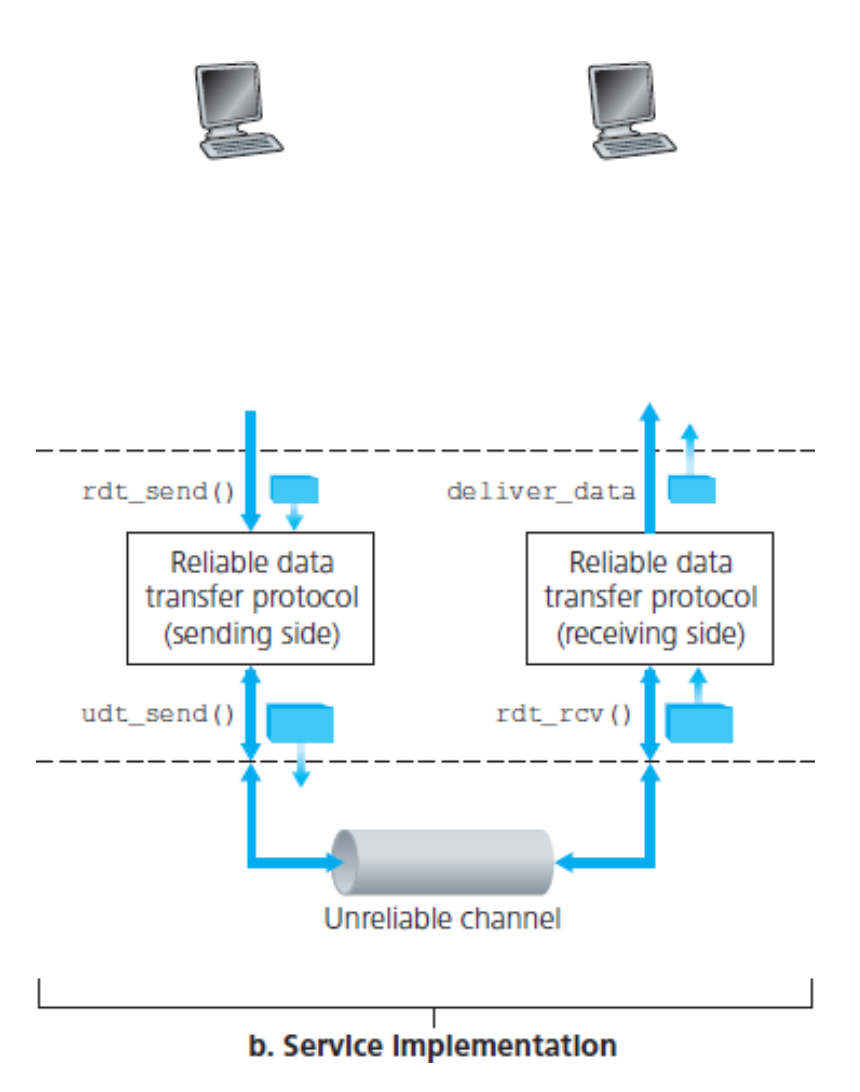 rdt_send()
deliver_data
Reliable data
transfer protocol
(sending side)
Reliable data
transfer protocol
(receiving side)
udt_send()
rdt_rcv()
Unreliable channel
b. Service implementation